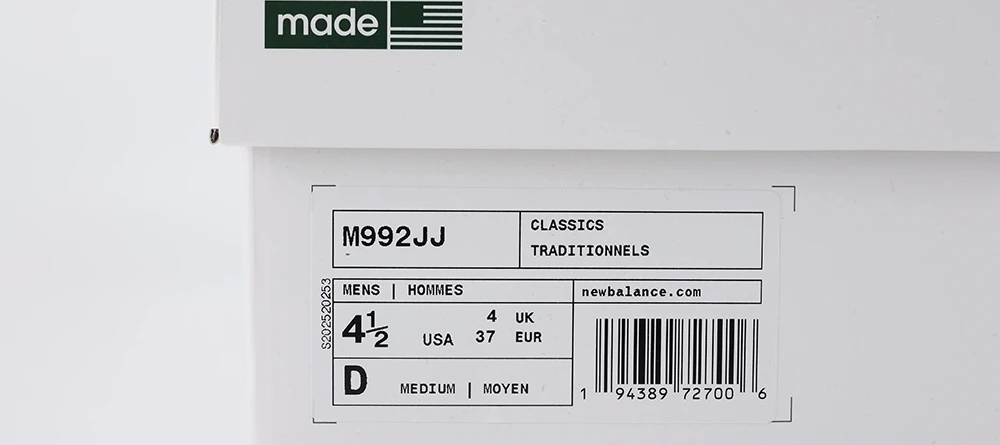 made
M992JJ
CLASSICS
TRADITIONNELS
S202520253
MENS | HOMMES
newbalance.com
4½ USA
4 UK
37 EUR
D MEDIUM | MOYEN
1 94389 72700 6